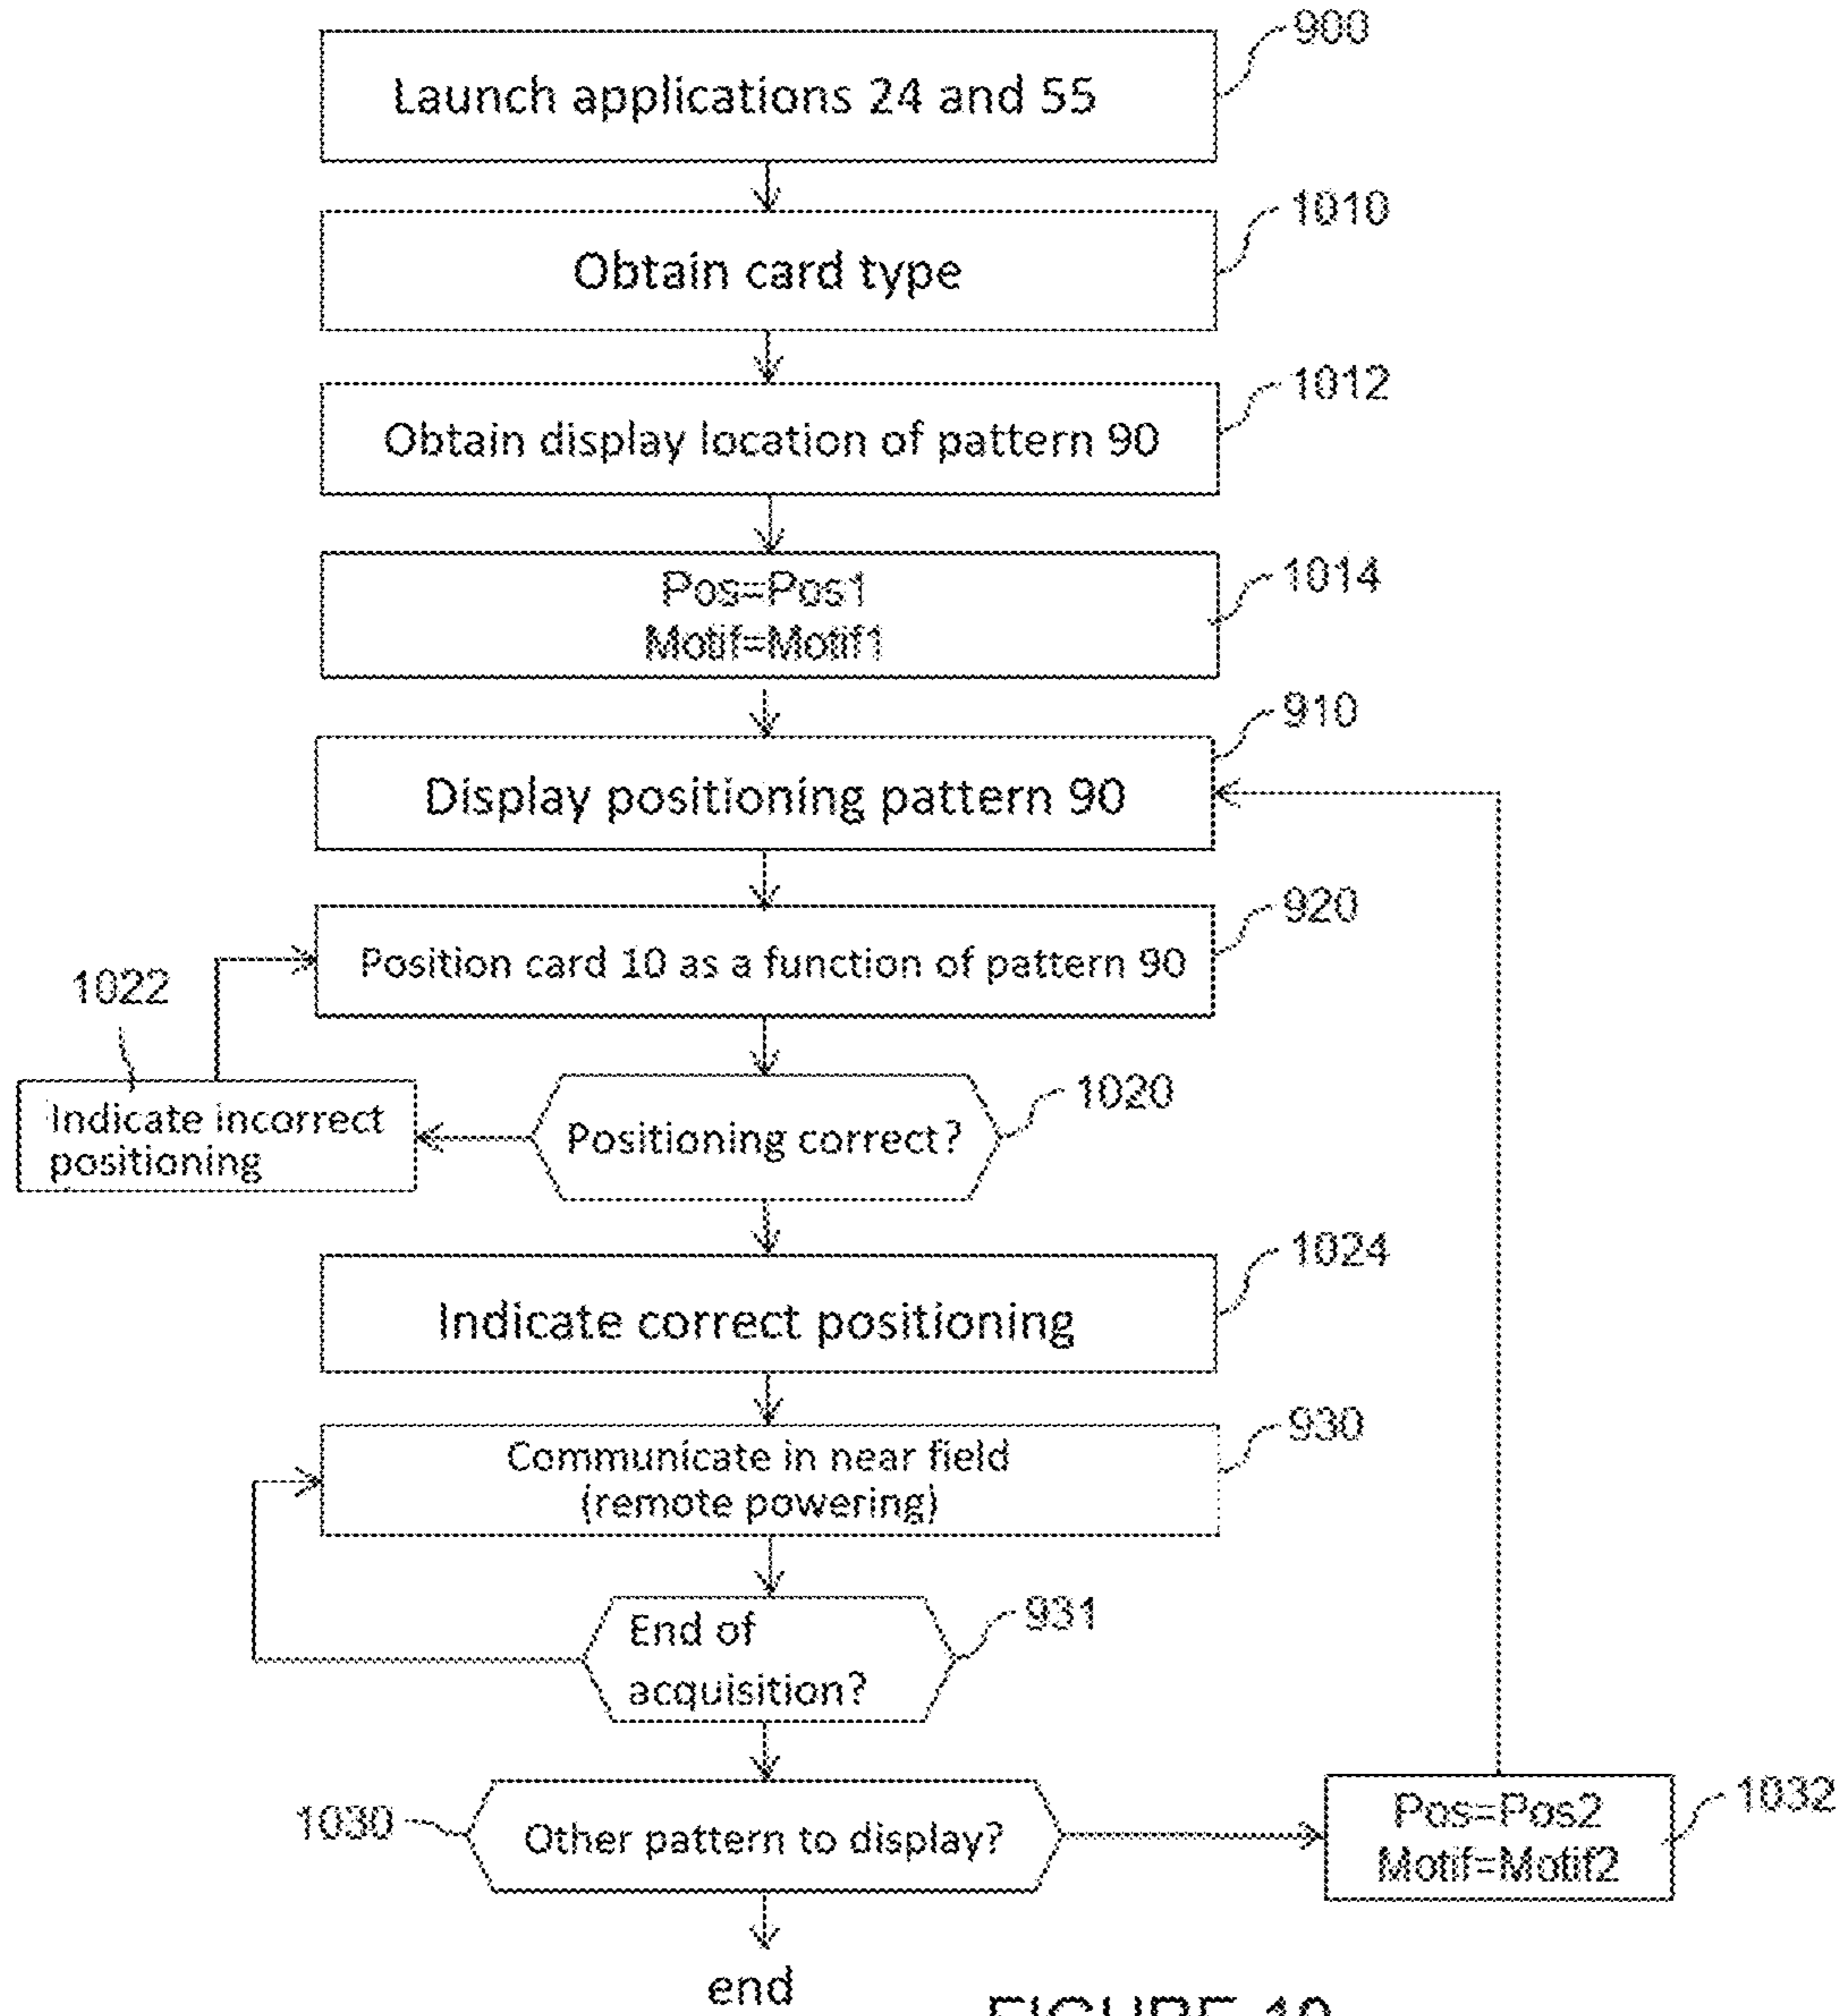 900
Launch applications 24 and 55
1010
Obtain card type
1012
Obtain display location of pattern 90
1014
Pos=Pos1
Motif=Motif1
910
Display positioning pattern 90
920
Position card 10 as a function of pattern 90
1022
Indicate incorrect
positioning
1020
Positioning correct?
1024
Indicate correct positioning
930
Communicate in near field
(remote powering)
931
End of
acquisition?
1030
Other pattern to display?
1032
Pos=Pos2
Motif=Motif2
end
FIGURE 10